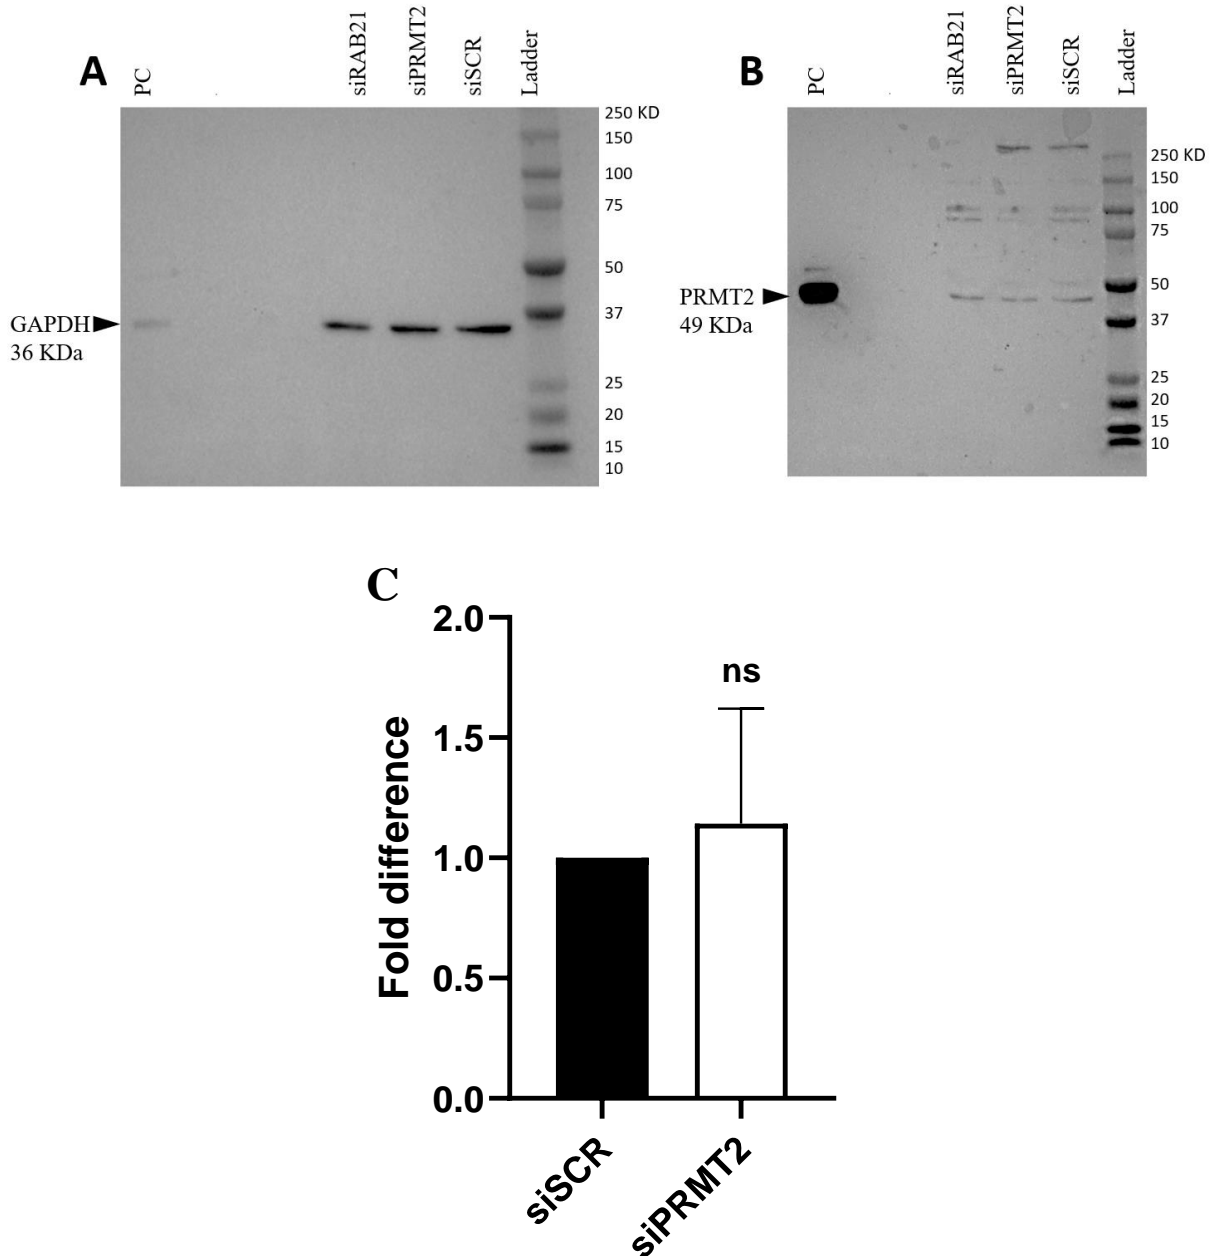 A
PC
siRAB21
siPRMT2
siSCR
Ladder
250 KD
150
100
75
50
37
25
20
15
10
GAPDH
36 KDa
B
PC
siRAB21
siPRMT2
siSCR
Ladder
250 KD
150
100
75
50
37
25
20
15
10
PRMT2
49 KDa
C
2.0
1.5
1.0
0.5
0.0
Fold difference
ns
siSCR
siPRMT2